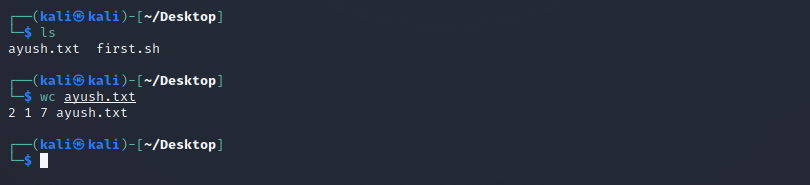 ┌──(kali㉿kali)-[~/Desktop]
└─$ ls
ayush.txt  first.sh
┌──(kali㉿kali)-[~/Desktop]
└─$ wc ayush.txt
2 1 7 ayush.txt
┌──(kali㉿kali)-[~/Desktop]
└─$